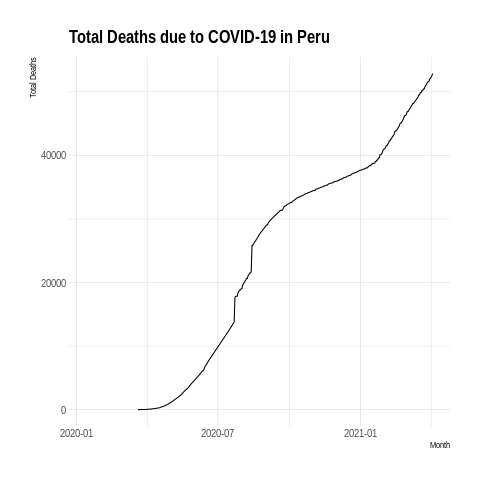 Total Deaths due to COVID-19 in Peru
Total Deaths
40000
20000
0
2020-01
2020-07
2021-01
Month